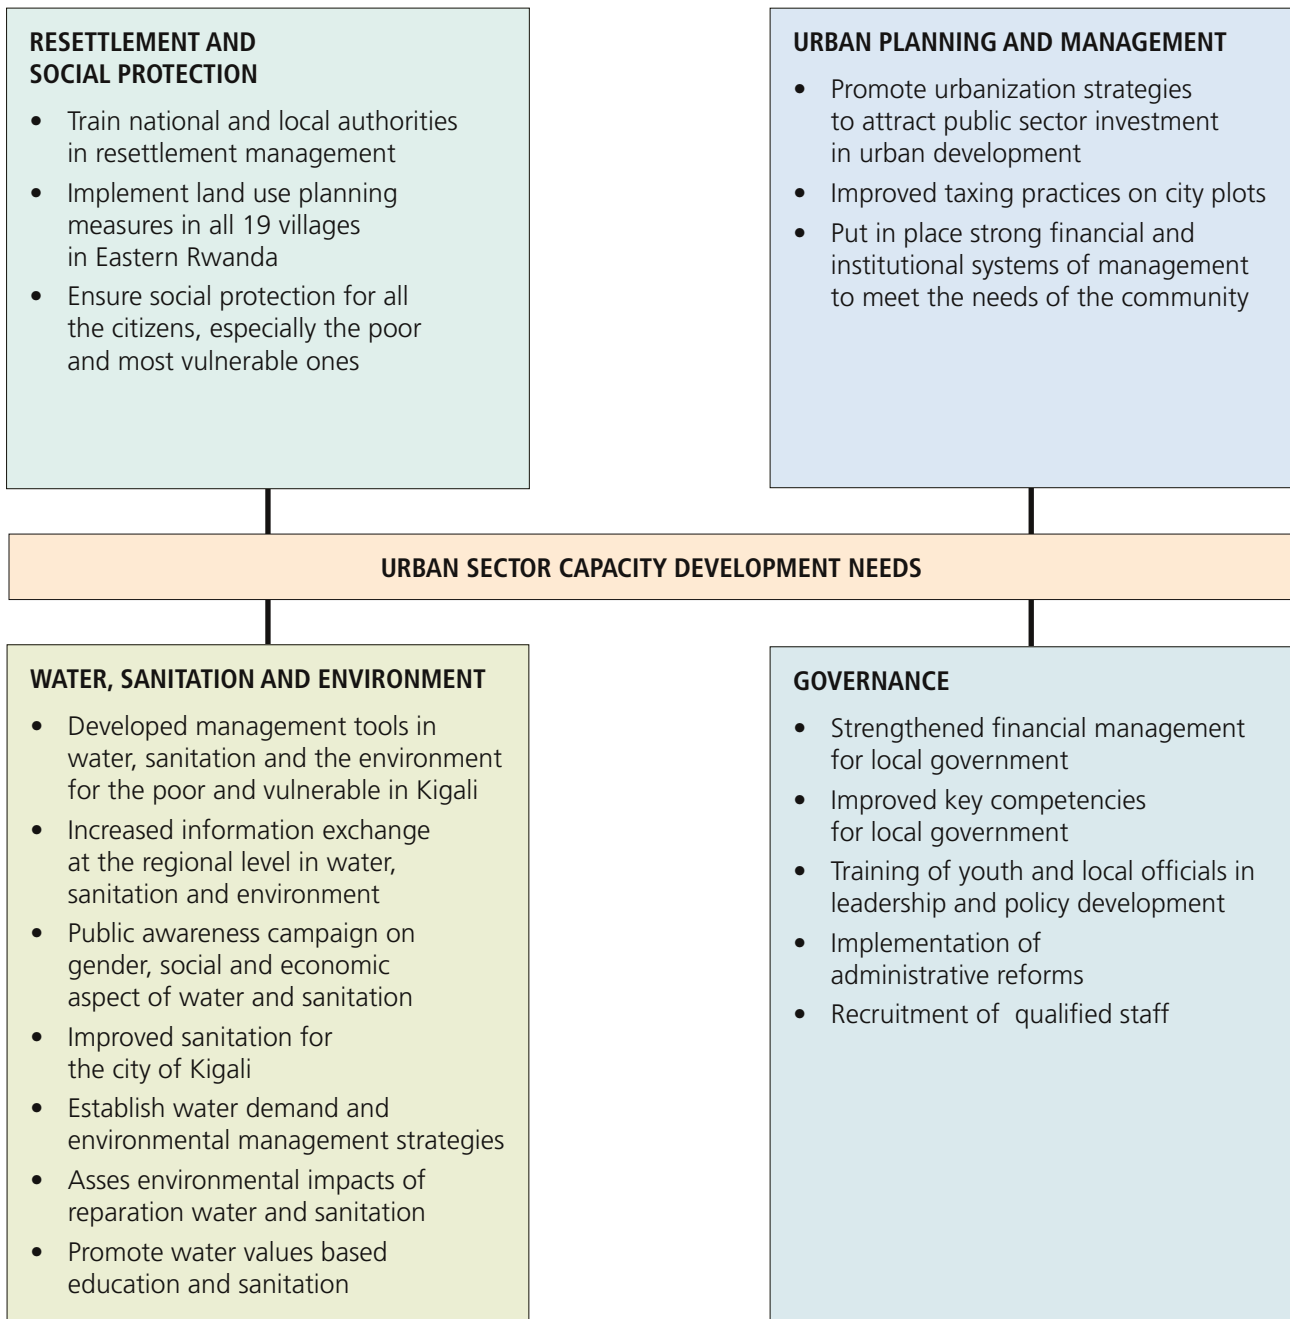 RESETTLEMENT AND
SOCIAL PROTECTION
• Train national and local authorities
in resettlement management
• Implement land use planning
measures in all 19 villages
in Eastern Rwanda
• Ensure social protection for all
the citizens, especially the poor
and most vulnerable ones
URBAN PLANNING AND MANAGEMENT
• Promote urbanization strategies
to attract public sector investment
in urban development
• Improved taxing practices on city plots
• Put in place strong financial and
institutional systems of management
to meet the needs of the community
URBAN SECTOR CAPACITY DEVELOPMENT NEEDS
WATER, SANITATION AND ENVIRONMENT
• Developed management tools in
water, sanitation and the environment
for the poor and vulnerable in Kigali
• Increased information exchange
at the regional level in water,
sanitation and environment
• Public awareness campaign on
gender, social and economic
aspect of water and sanitation
• Improved sanitation for
the city of Kigali
• Establish water demand and
environmental management strategies
• Asses environmental impacts of
reparation water and sanitation
• Promote water values based
education and sanitation
GOVERNANCE
• Strengthened financial management
for local government
• Improved key competencies
for local government
• Training of youth and local officials in
leadership and policy development
• Implementation of
administrative reforms
• Recruitment of qualified staff